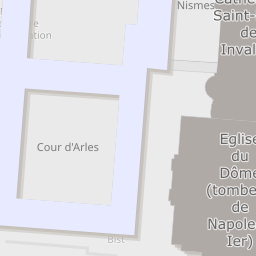 Nismes
Saint-
de
Inval
Cour d'Arles
Eglise
du
Dôme
(tombe
de
Napole
Ier)
Bist